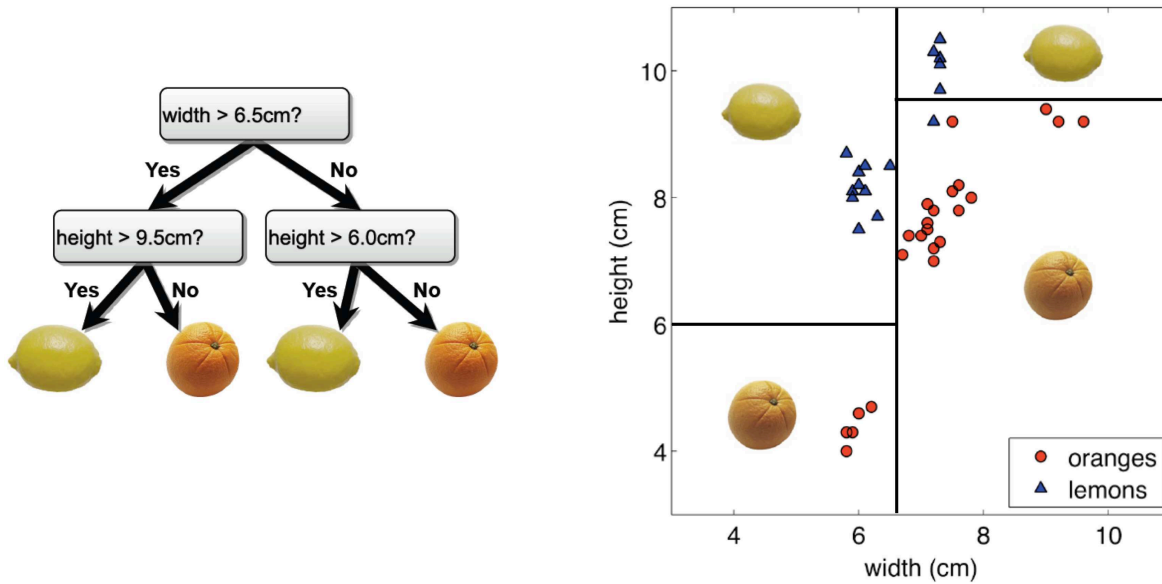 width > 6.5cm?
Yes
No
height > 9.5cm?
height > 6.0cm?
Yes
No
Yes
No
height (cm)
10
8
6
4
4
6
8
10
width (cm)
oranges
lemons